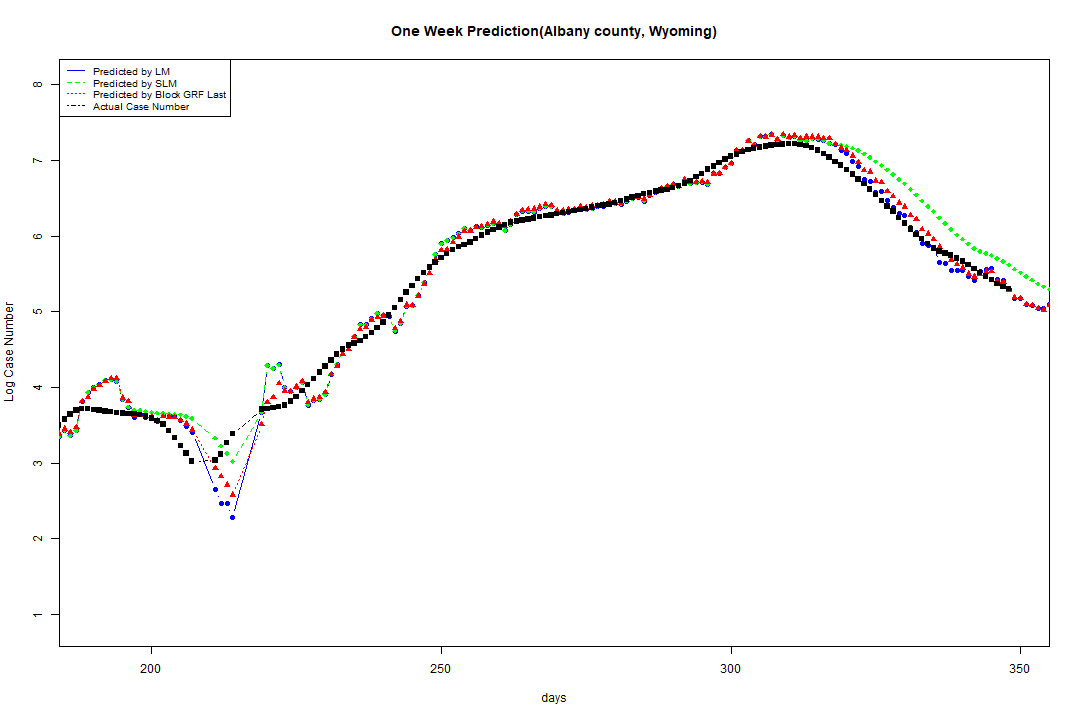 One Week Prediction(Albany county, Wyoming)
Predicted by LM
Predicted by SLM
Predicted by Block GRF Last
Actual Case Number
8
7
6
5
4
3
2
1
Log Case Number
200 250 300 350
days